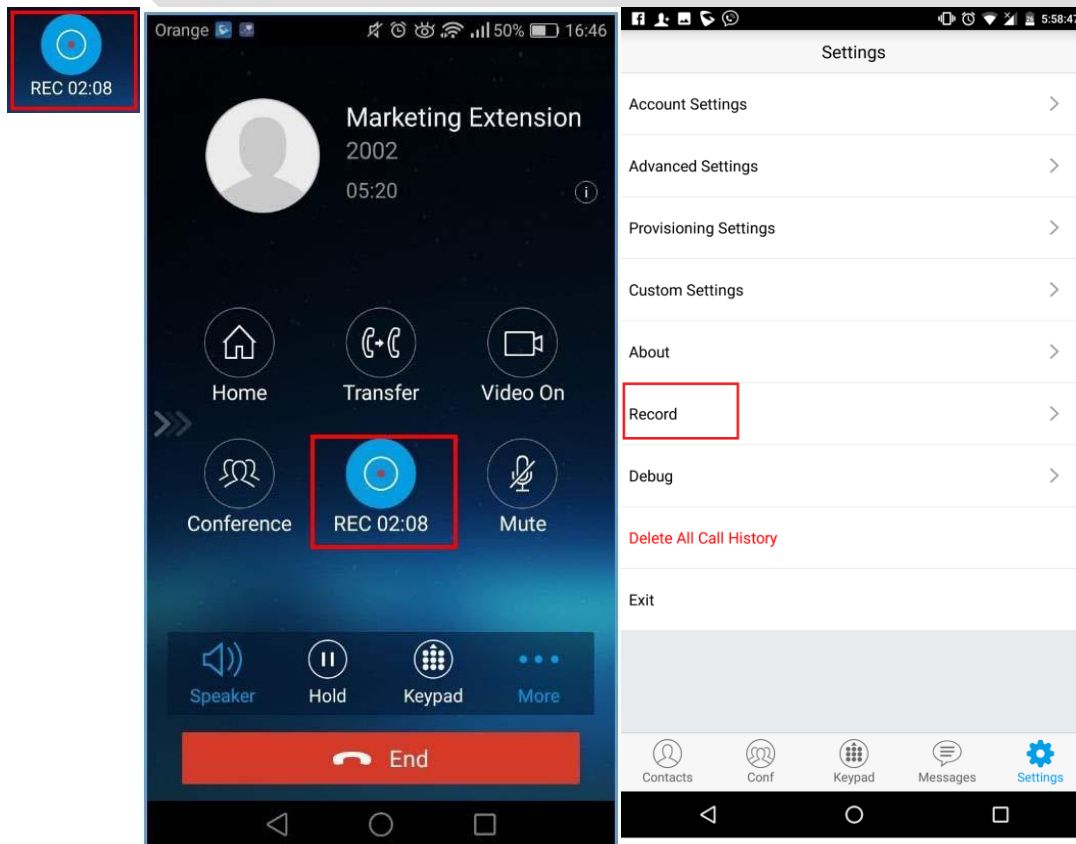 REC 02:08
Orange 50% 16:46
Marketing Extension
2002
05:20
Home Transfer Video On
Conference REC 02:08 Mute
Speaker Hold Keypad More
End
5:58:47
Settings
Account Settings
Advanced Settings
Provisioning Settings
Custom Settings
About
Record
Debug
Delete All Call History
Exit
Contacts Conf Keypad Messages Settings